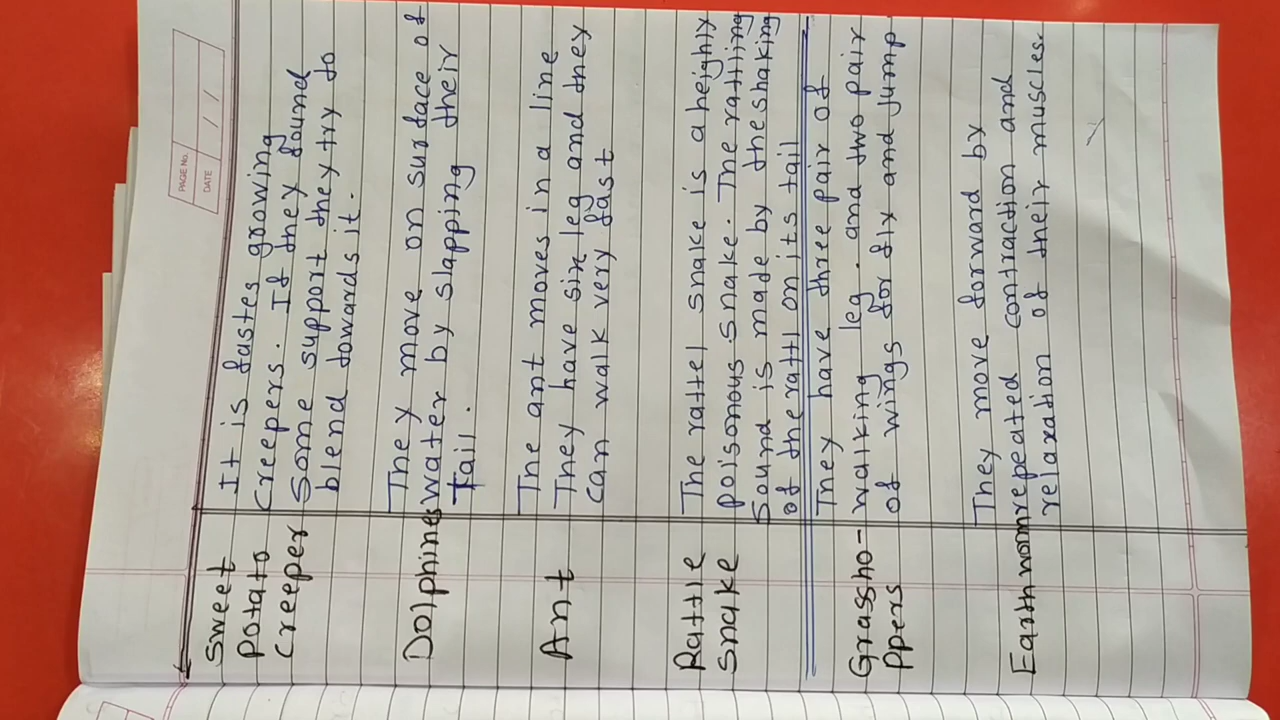 PAGE NO.
DATE / /
Sweet
potato
creeper
It is fastes growing
creepers. If they found
Some support they try to
blend towards it.
Dolphines
They move on surface of
water by slapping their
Tail.
Ant
The ant moves in a line
They have six leg and they
can walk very fast
Rattle
snake
The rattel snake is a heighly
poisonous snake. The rattling
Sound is made by the shaking
of the rattl on its tail
Grassho-
ppers
They have three pair of
walking leg. and two pair
of wings for fix and jump
Earthworm
They move forward by
repeated contraction and
relaxation of their muscles.